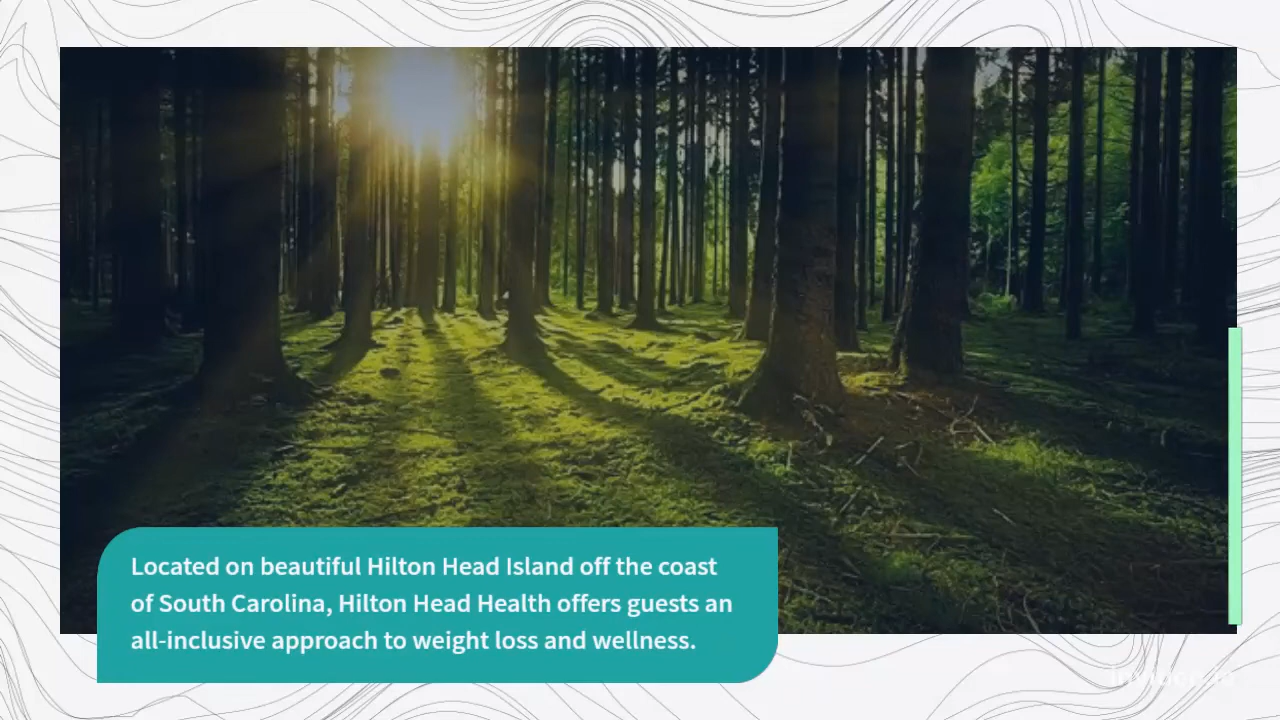 Located on beautiful Hilton Head Island off the coast
of South Carolina, Hilton Head Health offers guests an
all-inclusive approach to weight loss and wellness.